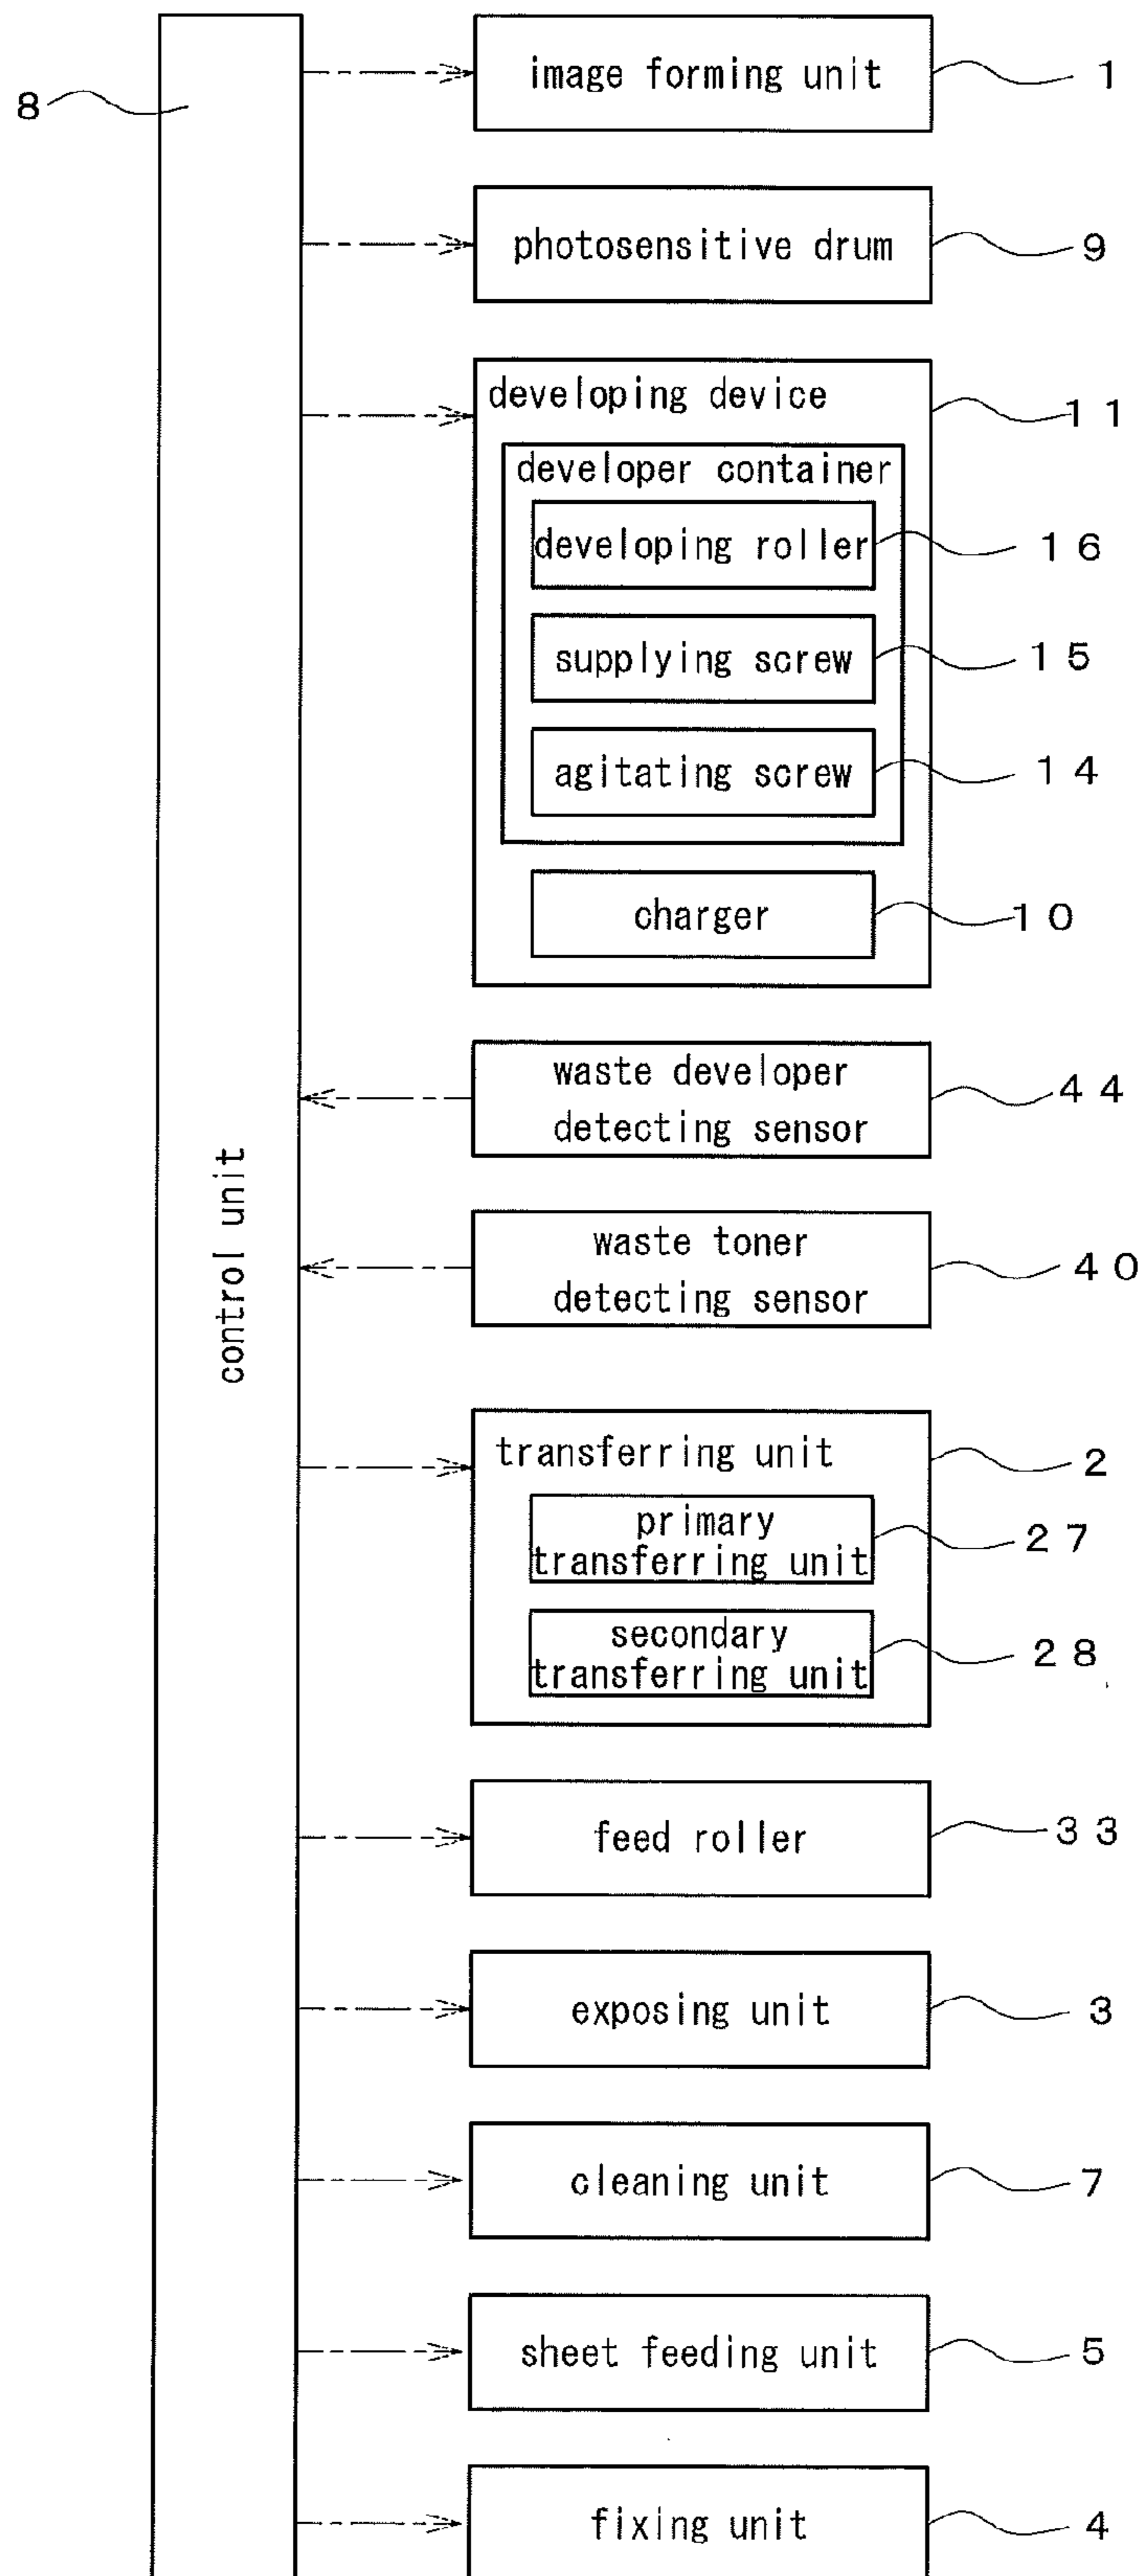 8
control unit
image forming unit
1
photosensitive drum
9
developing device
11
developer container
developing roller
16
supplying screw
15
agitating screw
14
charger
10
waste developer
detecting sensor
44
waste toner
detecting sensor
40
transferring unit
2
primary
transferring unit
27
secondary
transferring unit
28
feed roller
33
exposing unit
3
cleaning unit
7
sheet feeding unit
5
fixing unit
4